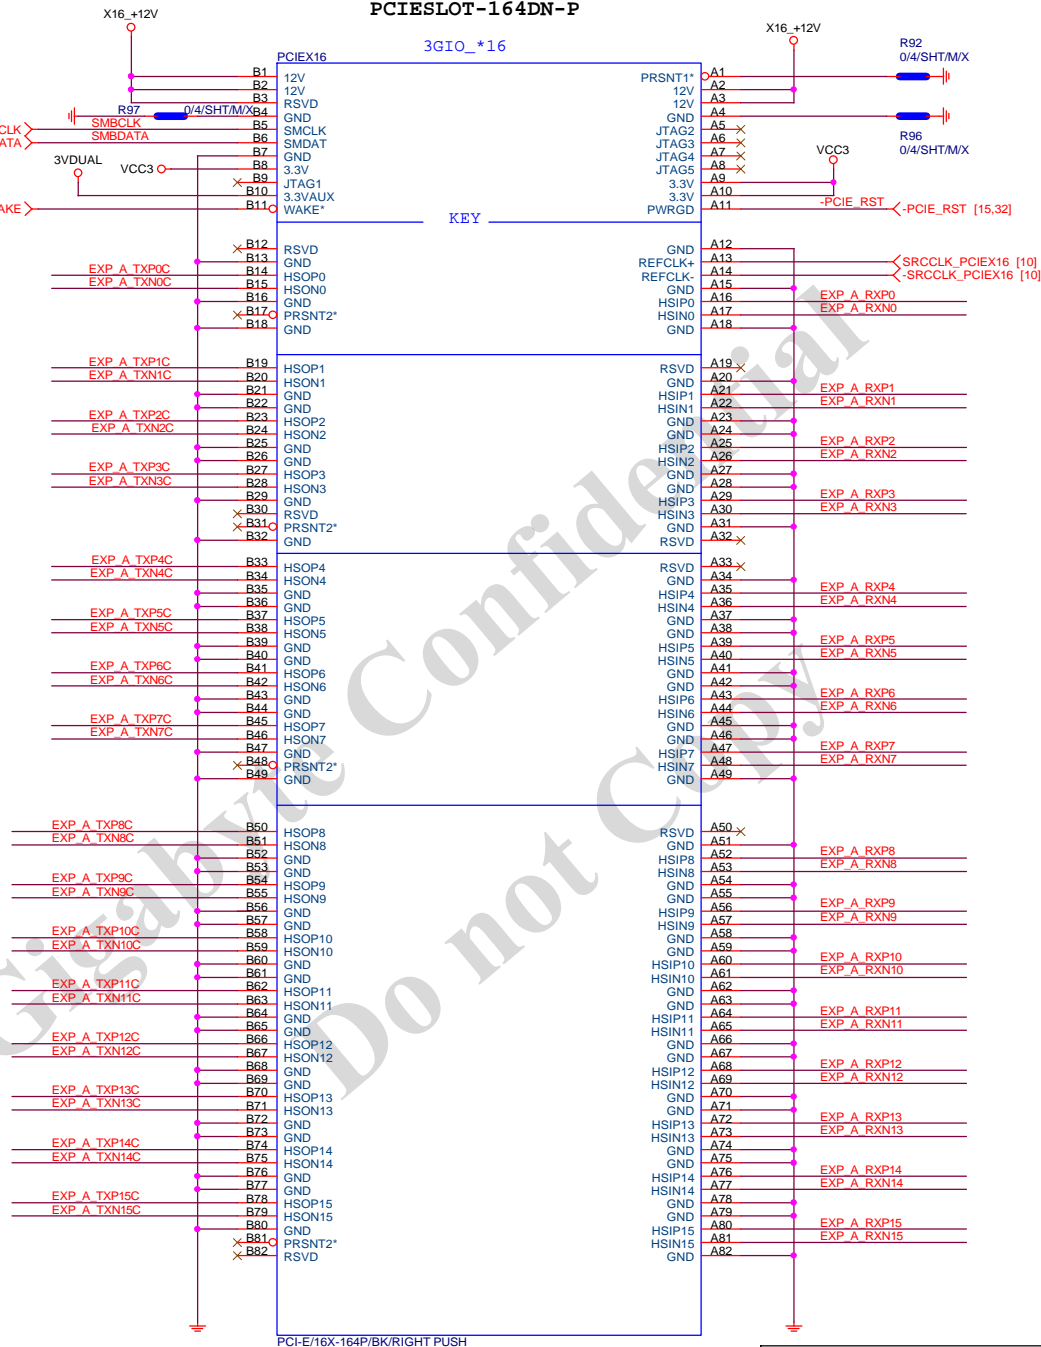 PCIESLOT-164DN-P
X16_+12V
X16_+12V
3GIO_*16
R92
0/4/SHT/M/X
PCIEX16
B1 12V PRSNT1* A1
B2 12V 12V A2
B3 RSVD 12V A3
R97 0/4/SHT/M/X B4 GND GND A4
CLK SMBCLK B5 SMCLK JTAG2 A5
ATA SMBDATA B6 SMDAT JTAG3 A6
R96
0/4/SHT/M/X
B7 GND JTAG4 A7
3VDUAL VCC3 B8 3.3V JTAG5 A8 VCC3
B9 JTAG1 3.3V A9
B10 3.3VAUX 3.3V A10
AKE B11 WAKE* PWRGD A11 -PCIE_RST -PCIE_RST [15,32]
KEY
B12 RSVD GND A12
B13 GND REFCLK+ A13 SRCCLK_PCIEX16 [10]
EXP_A_TXP0C B14 HSOP0 REFCLK- A14 -SRCCLK_PCIEX16 [10]
EXP_A_TXN0C B15 HSON0 GND A15
B16 GND HSIP0 A16 EXP_A_RXP0
B17 PRSNT2* HSIN0 A17 EXP_A_RXN0
B18 GND GND A18
EXP_A_TXP1C B19 HSOP1 RSVD A19
EXP_A_TXN1C B20 HSON1 GND A20
B21 GND HSIP1 A21 EXP_A_RXP1
B22 GND HSIN1 A22 EXP_A_RXN1
EXP_A_TXP2C B23 HSOP2 GND A23
EXP_A_TXN2C B24 HSON2 GND A24
B25 GND HSIP2 A25 EXP_A_RXP2
B26 GND HSIN2 A26 EXP_A_RXN2
EXP_A_TXP3C B27 HSOP3 GND A27
EXP_A_TXN3C B28 HSON3 GND A28
B29 GND HSIP3 A29 EXP_A_RXP3
B30 RSVD HSIN3 A30 EXP_A_RXN3
B31 PRSNT2* GND A31
B32 GND RSVD A32
EXP_A_TXP4C B33 HSOP4 RSVD A33
EXP_A_TXN4C B34 HSON4 GND A34
B35 GND HSIP4 A35 EXP_A_RXP4
B36 GND HSIN4 A36 EXP_A_RXN4
EXP_A_TXP5C B37 HSOP5 GND A37
EXP_A_TXN5C B38 HSON5 GND A38
B39 GND HSIP5 A39 EXP_A_RXP5
B40 GND HSIN5 A40 EXP_A_RXN5
EXP_A_TXP6C B41 HSOP6 GND A41
EXP_A_TXN6C B42 HSON6 GND A42
B43 GND HSIP6 A43 EXP_A_RXP6
B44 GND HSIN6 A44 EXP_A_RXN6
EXP_A_TXP7C B45 HSOP7 GND A45
EXP_A_TXN7C B46 HSON7 GND A46
B47 GND HSIP7 A47 EXP_A_RXP7
B48 PRSNT2* HSIN7 A48 EXP_A_RXN7
B49 GND GND A49
EXP_A_TXP8C B50 HSOP8 RSVD A50
EXP_A_TXN8C B51 HSON8 GND A51
B52 GND HSIP8 A52 EXP_A_RXP8
B53 GND HSIN8 A53 EXP_A_RXN8
EXP_A_TXP9C B54 HSOP9 GND A54
EXP_A_TXN9C B55 HSON9 GND A55
B56 GND HSIP9 A56 EXP_A_RXP9
B57 GND HSIN9 A57 EXP_A_RXN9
EXP_A_TXP10C B58 HSOP10 GND A58
EXP_A_TXN10C B59 HSON10 GND A59
B60 GND HSIP10 A60 EXP_A_RXP10
B61 GND HSIN10 A61 EXP_A_RXN10
EXP_A_TXP11C B62 HSOP11 GND A62
EXP_A_TXN11C B63 HSON11 GND A63
B64 GND HSIP11 A64 EXP_A_RXP11
B65 GND HSIN11 A65 EXP_A_RXN11
EXP_A_TXP12C B66 HSOP12 GND A66
EXP_A_TXN12C B67 HSON12 GND A67
B68 GND HSIP12 A68 EXP_A_RXP12
B69 GND HSIN12 A69 EXP_A_RXN12
EXP_A_TXP13C B70 HSOP13 GND A70
EXP_A_TXN13C B71 HSON13 GND A71
B72 GND HSIP13 A72 EXP_A_RXP13
B73 GND HSIN13 A73 EXP_A_RXN13
EXP_A_TXP14C B74 HSOP14 GND A74
EXP_A_TXN14C B75 HSON14 GND A75
B76 GND HSIP14 A76 EXP_A_RXP14
B77 GND HSIN14 A77 EXP_A_RXN14
EXP_A_TXP15C B78 HSOP15 GND A78
EXP_A_TXN15C B79 HSON15 GND A79
B80 GND HSIP15 A80 EXP_A_RXP15
B81 PRSNT2* HSIN15 A81 EXP_A_RXN15
B82 RSVD GND A82
PCI-E/16X-164P/BK/RIGHT PUSH
Gigabyte Confidential
Do not Copy